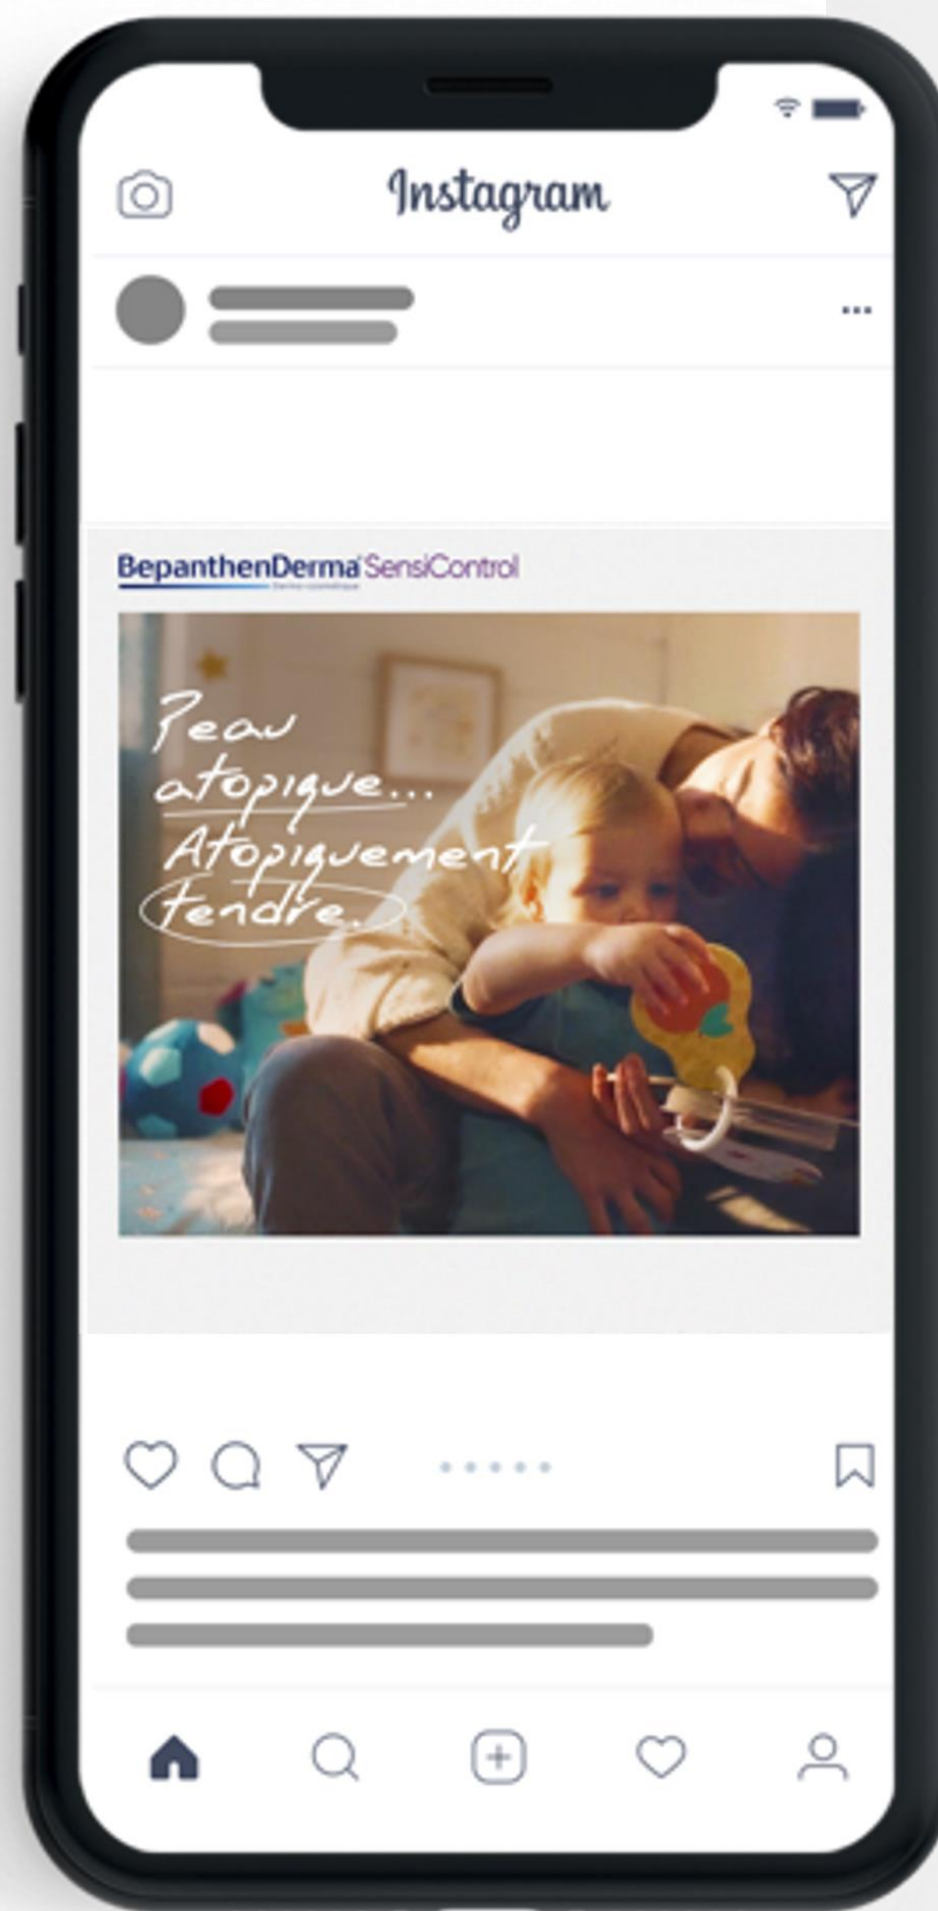 Instagram
BepanthenDerma SensiControl
Peau
atopique...
Atopiquement
tendre.